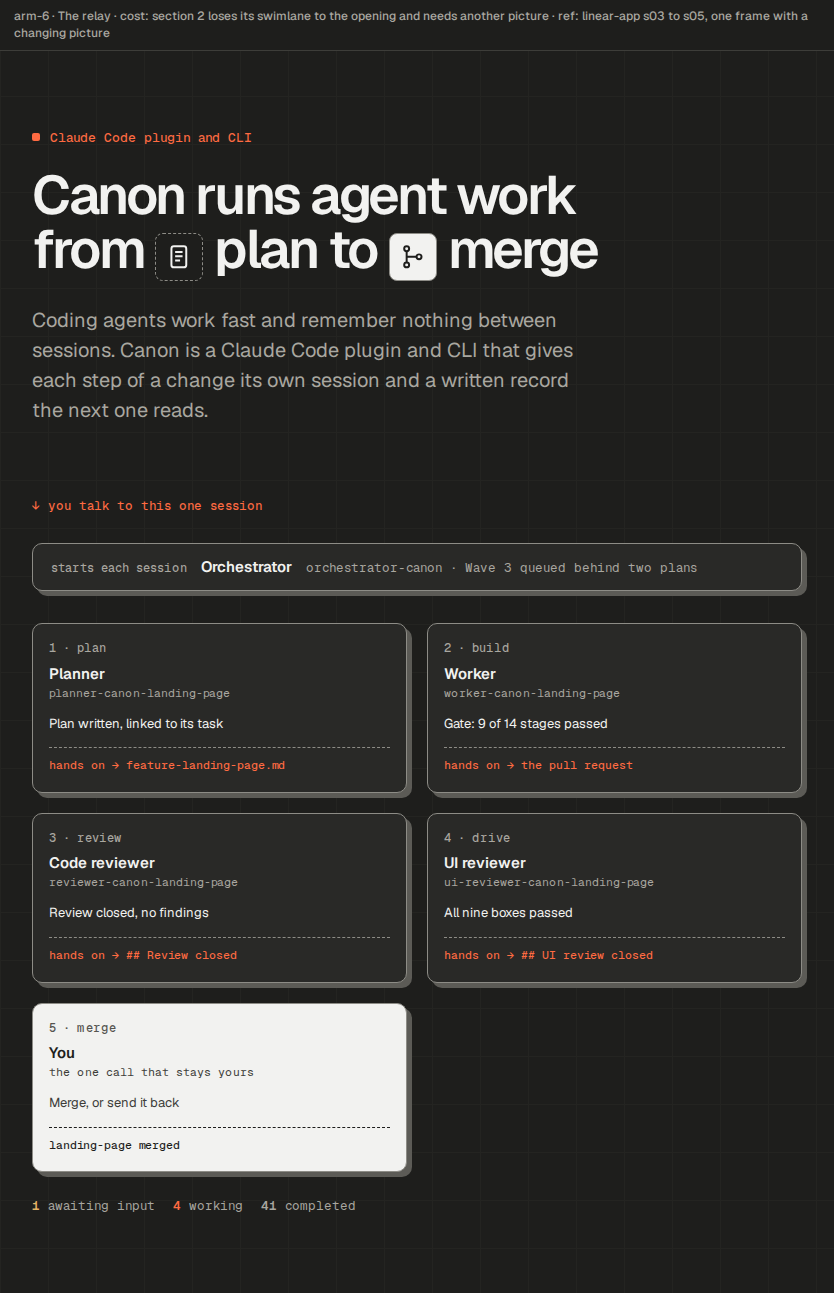 arm-6 · The relay · cost: section 2 loses its swimlane to the opening and needs another picture · ref: linear-app s03 to s05, one frame with a
changing picture
Claude Code plugin and CLI
Canon runs agent work
from plan to merge
Coding agents work fast and remember nothing between
sessions. Canon is a Claude Code plugin and CLI that gives
each step of a change its own session and a written record
the next one reads.
↓ you talk to this one session
starts each session Orchestrator orchestrator-canon · Wave 3 queued behind two plans
1 · plan
Planner
planner-canon-landing-page
Plan written, linked to its task
hands on → feature-landing-page.md
2 · build
Worker
worker-canon-landing-page
Gate: 9 of 14 stages passed
hands on → the pull request
3 · review
Code reviewer
reviewer-canon-landing-page
Review closed, no findings
hands on → ## Review closed
4 · drive
UI reviewer
ui-reviewer-canon-landing-page
All nine boxes passed
hands on → ## UI review closed
5 · merge
You
the one call that stays yours
Merge, or send it back
landing-page merged
1 awaiting input 4 working 41 completed